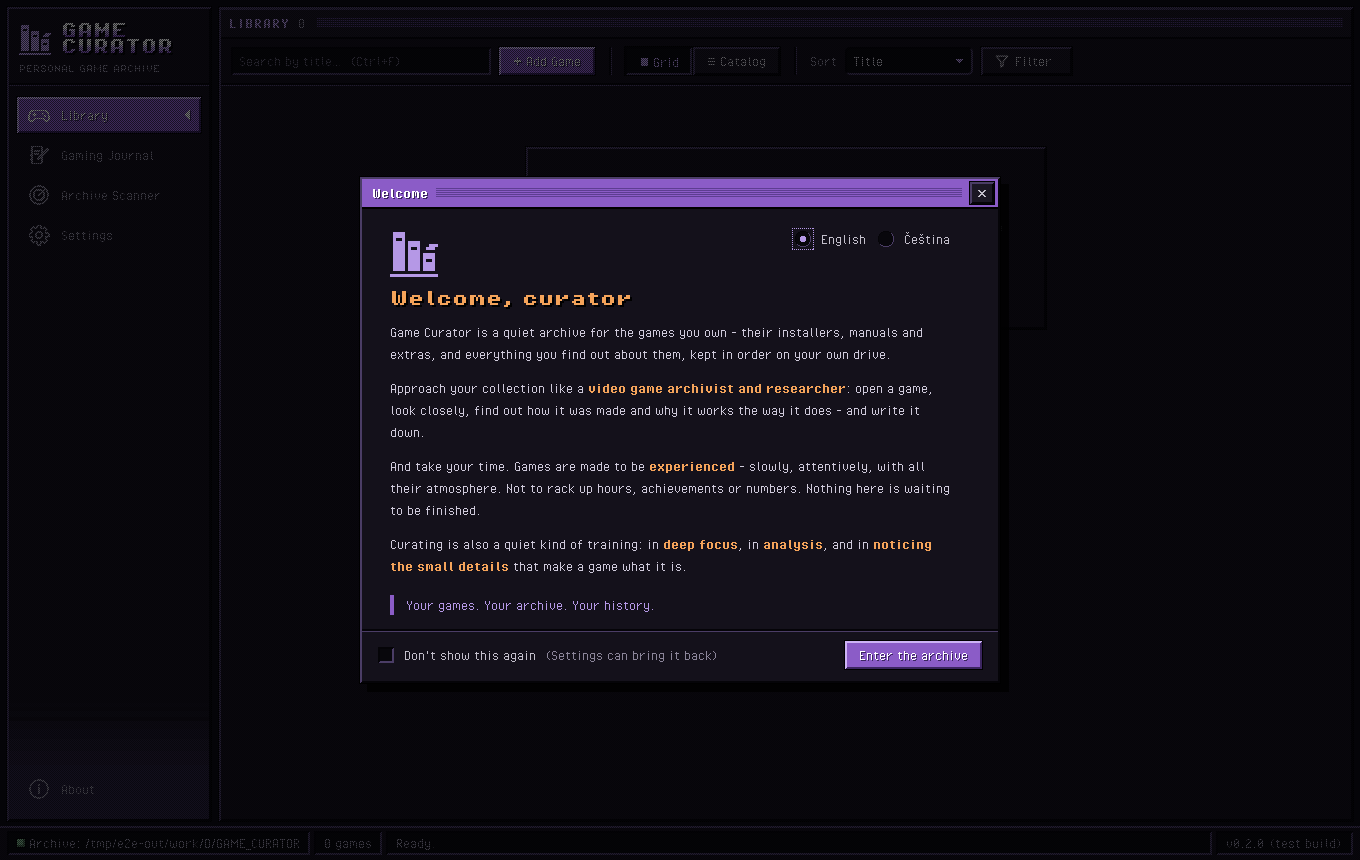 GAME
CURATOR
PERSONAL GAME ARCHIVE
Library
Gaming Journal
Archive Scanner
Settings
About
LIBRARY 0
Search by title… (Ctrl+F)
+ Add Game
Grid
Catalog
Sort
Title
Filter
Welcome
English
Čeština
Welcome, curator
Game Curator is a quiet archive for the games you own - their installers, manuals and
extras, and everything you find out about them, kept in order on your own drive.
Approach your collection like a video game archivist and researcher: open a game,
look closely, find out how it was made and why it works the way it does - and write it
down.
And take your time. Games are made to be experienced - slowly, attentively, with all
their atmosphere. Not to rack up hours, achievements or numbers. Nothing here is waiting
to be finished.
Curating is also a quiet kind of training: in deep focus, in analysis, and in noticing
the small details that make a game what it is.
Your games. Your archive. Your history.
Don't show this again (Settings can bring it back)
Enter the archive
Archive: /tmp/e2e-out/work/0/GAME_CURATOR
0 games
Ready
v0.2.0 (test build)